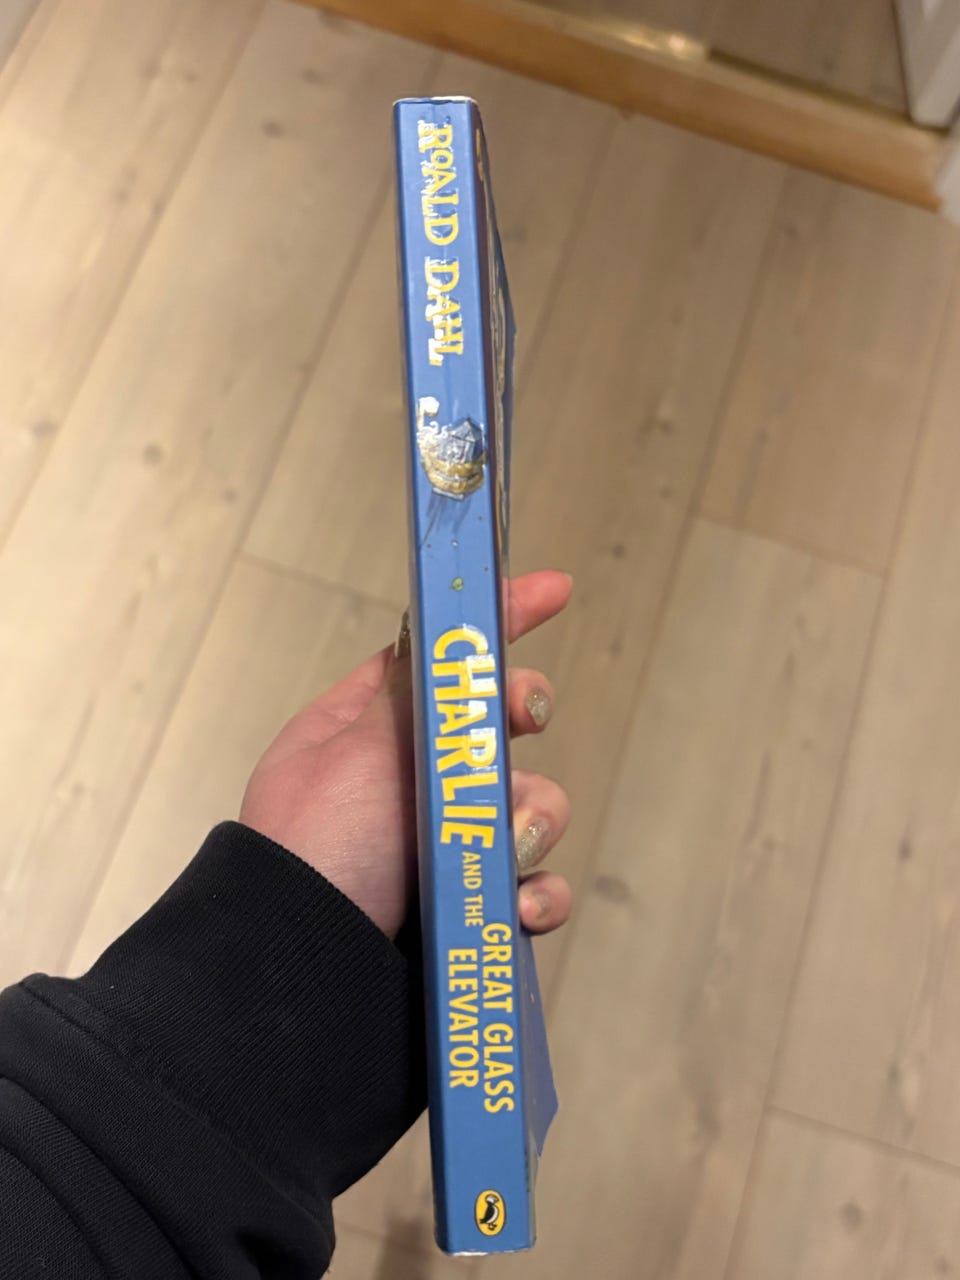 ROALD DAHL
CHARLIE
AND THE
GREAT GLASS
ELEVATOR